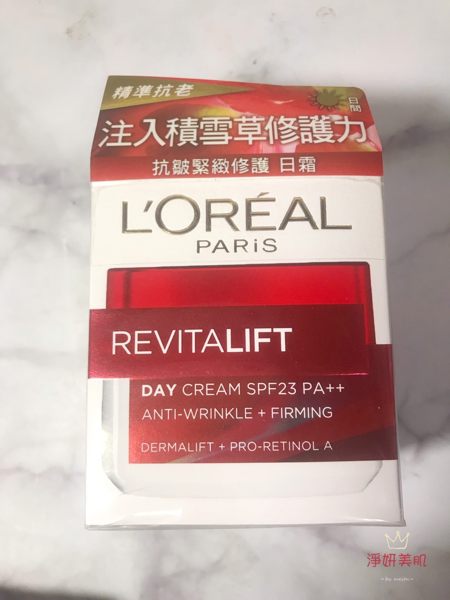 精準抗老
日間
注入積雪草修護力
抗皺緊緻修護 日霜
L'ORÉAL
PARiS
REVITALIFT
DAY CREAM SPF23 PA++
ANTI-WRINKLE + FIRMING
DERMALIFT + PRO-RETINOL A
淨妍美肌